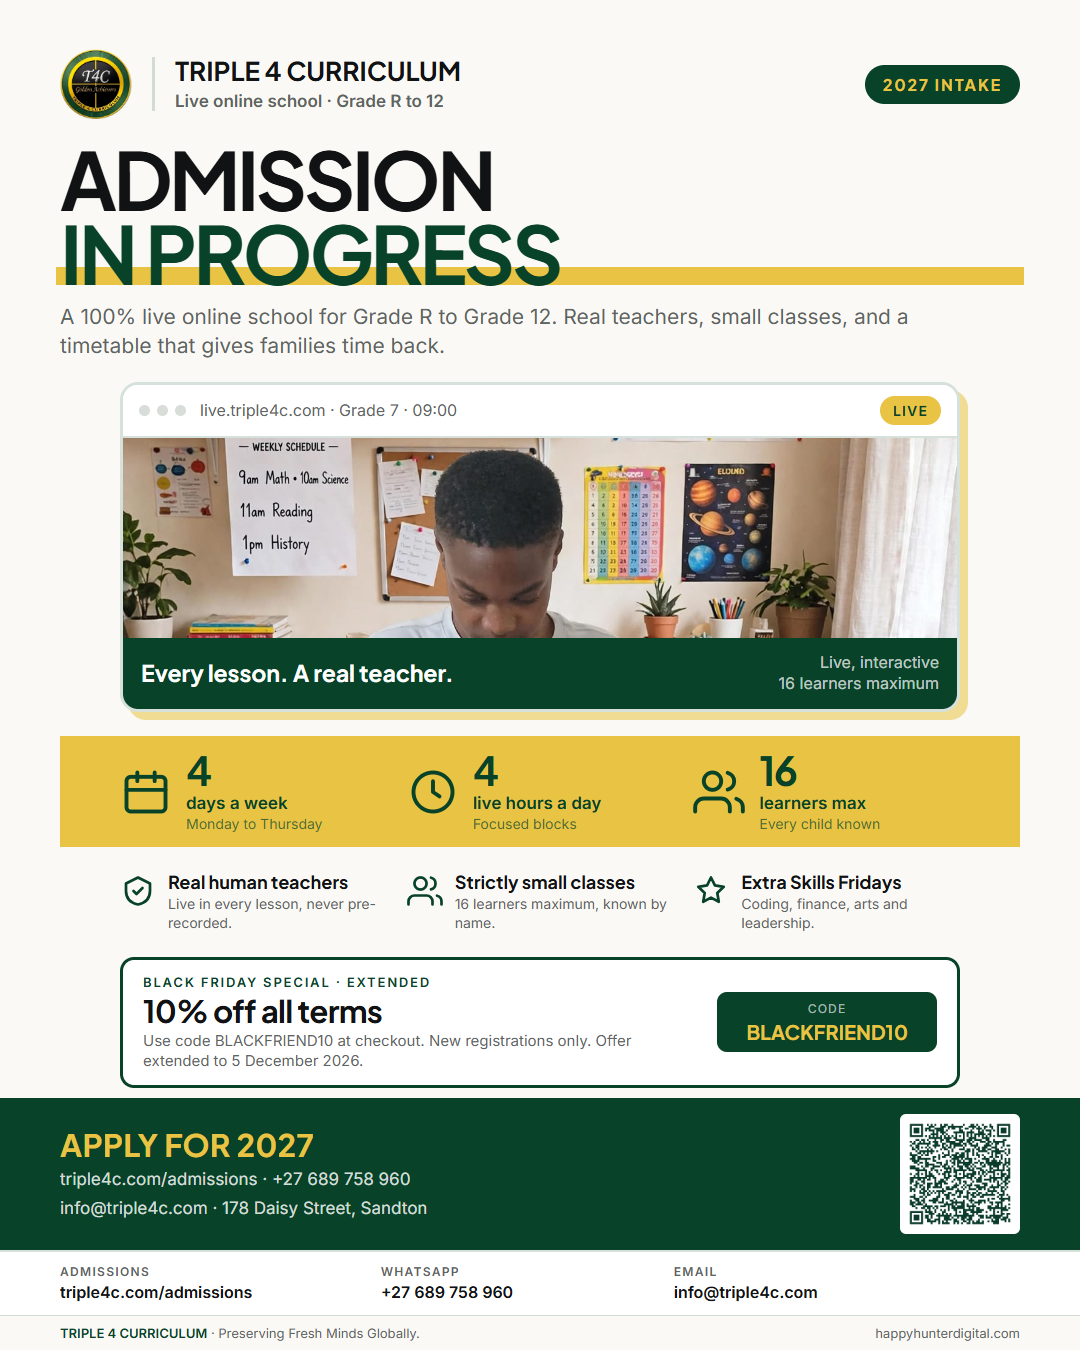 T4C
Golden Achievers
TRIPLE 4 CURRICULUM
Live online school · Grade R to 12
2027 INTAKE
ADMISSION
IN PROGRESS
A 100% live online school for Grade R to Grade 12. Real teachers, small classes, and a
timetable that gives families time back.
live.triple4c.com · Grade 7 · 09:00
LIVE
— WEEKLY SCHEDULE —
9am Math • 10am Science
11am Reading
1pm History
Every lesson. A real teacher.
Live, interactive
16 learners maximum
4
days a week
Monday to Thursday
4
live hours a day
Focused blocks
16
learners max
Every child known
Real human teachers
Live in every lesson, never pre-
recorded.
Strictly small classes
16 learners maximum, known by
name.
Extra Skills Fridays
Coding, finance, arts and
leadership.
BLACK FRIDAY SPECIAL · EXTENDED
10% off all terms
Use code BLACKFRIEND10 at checkout. New registrations only. Offer
extended to 5 December 2026.
CODE
BLACKFRIEND10
APPLY FOR 2027
triple4c.com/admissions · +27 689 758 960
info@triple4c.com · 178 Daisy Street, Sandton
ADMISSIONS
triple4c.com/admissions
WHATSAPP
+27 689 758 960
EMAIL
info@triple4c.com
TRIPLE 4 CURRICULUM · Preserving Fresh Minds Globally.
happyhunterdigital.com